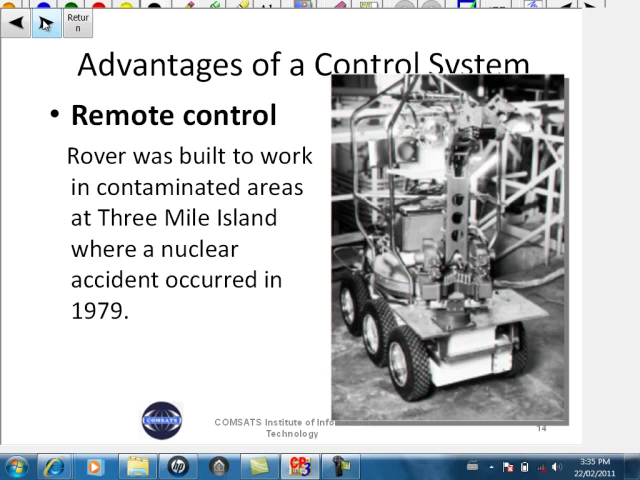 Retur
n
Advantages of a Control System
• Remote control
Rover was built to work
in contaminated areas
at Three Mile Island
where a nuclear
accident occurred in
1979.
COMSATS
COMSATS Institute of Info
Technology
14
3:35 PM
22/02/2011